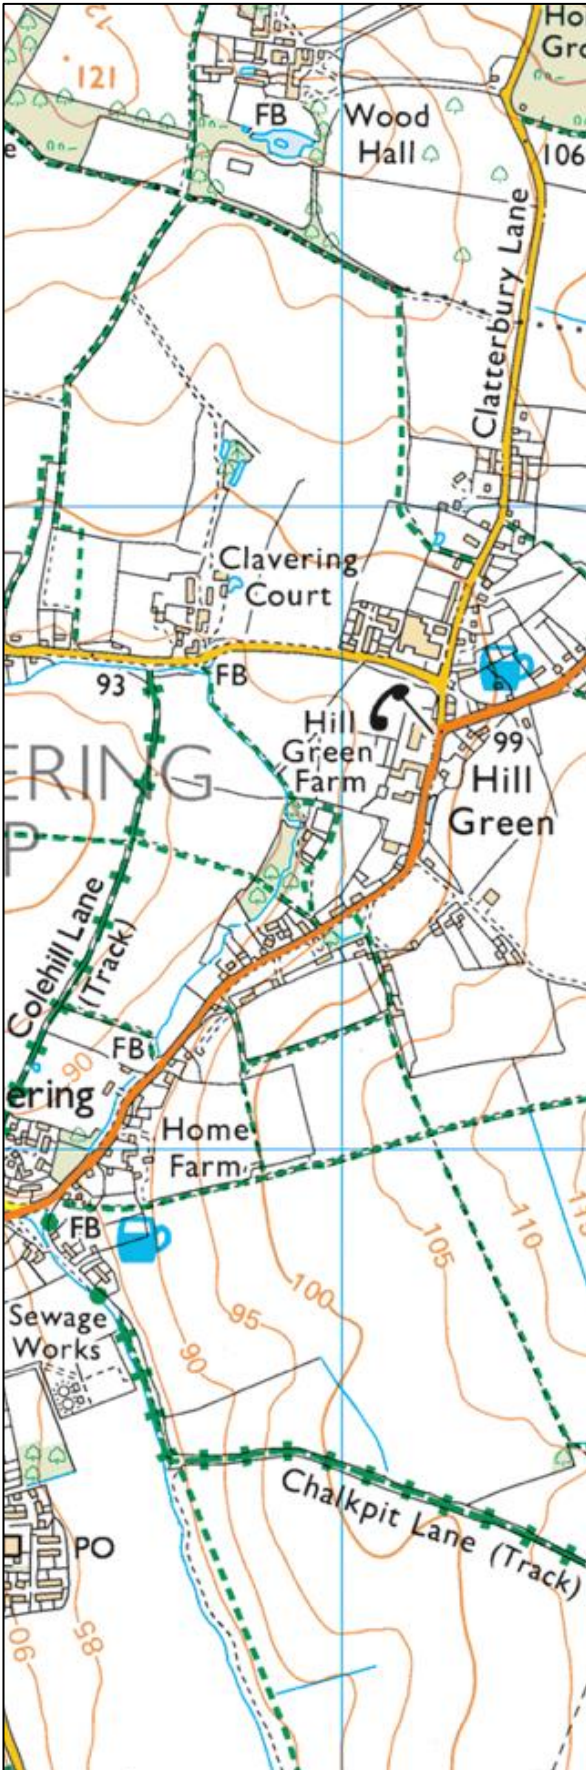 Ho
Gro
121
FB
Wood
Hall
106
e
Clatterbury Lane
Clavering
Court
93
FB
Hill
Green
Farm
99
Hill
Green
ERING
P
Colehill Lane
(Track)
90
FB
ering
Home
Farm
FB
105
110
100
95
90
Sewage
Works
Chalkpit Lane (Track)
PO
85
90